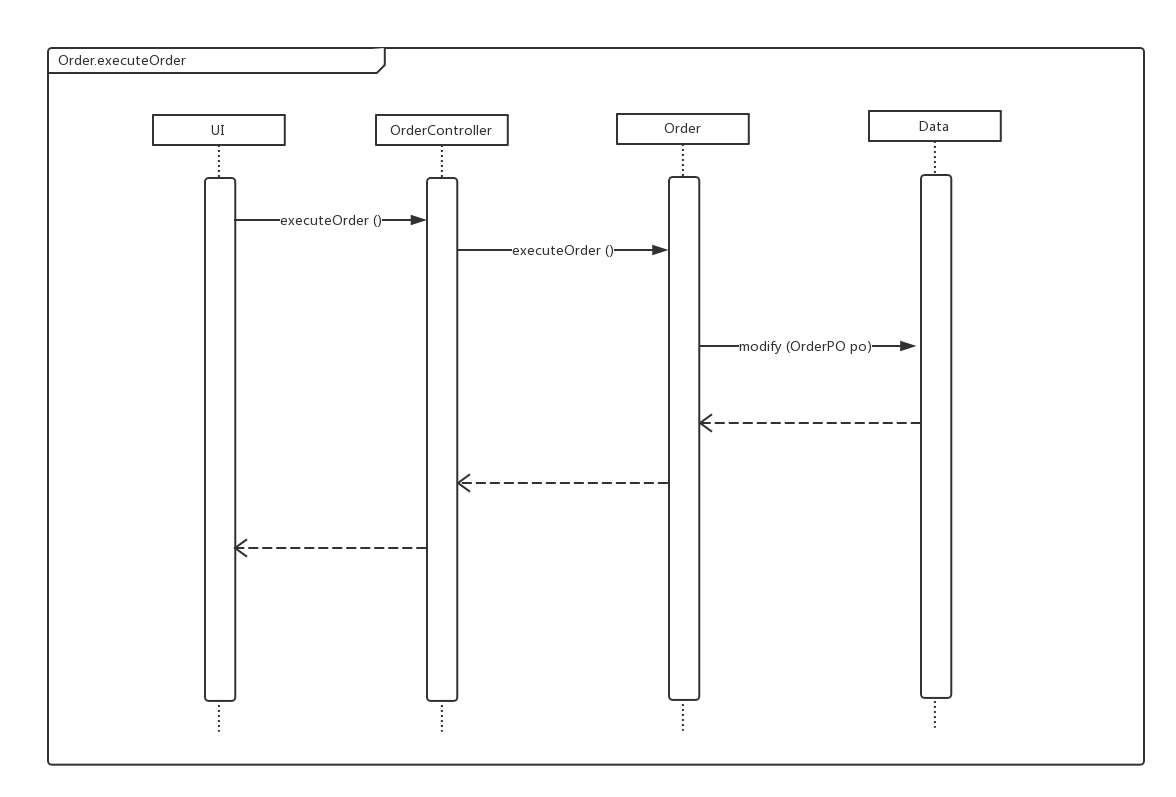 Order.executeOrder
UI
OrderController
Order
Data
executeOrder ()
executeOrder ()
modify (OrderPO po)